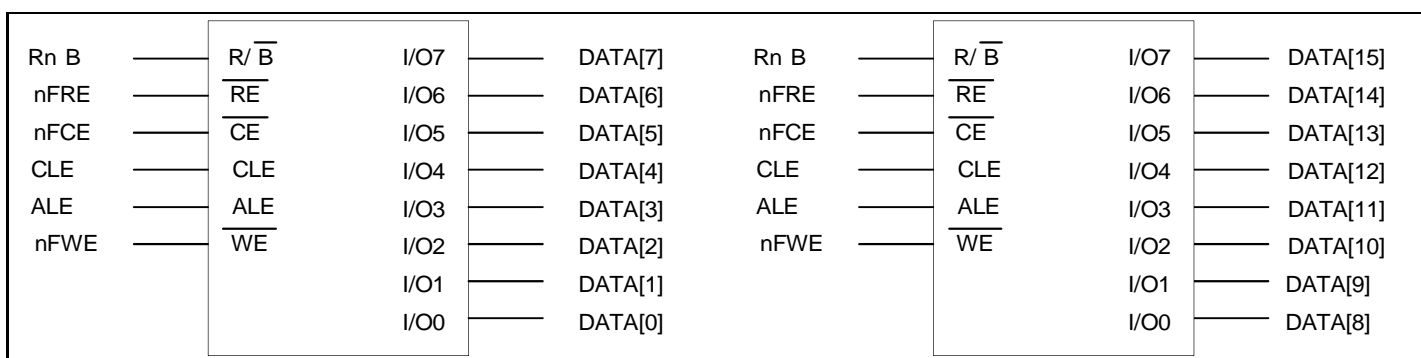 Rn B R/ B I/O7 DATA[7] Rn B R/ B I/O7 DATA[15]
nFRE RE I/O6 DATA[6] nFRE RE I/O6 DATA[14]
nFCE CE I/O5 DATA[5] nFCE CE I/O5 DATA[13]
CLE CLE I/O4 DATA[4] CLE CLE I/O4 DATA[12]
ALE ALE I/O3 DATA[3] ALE ALE I/O3 DATA[11]
nFWE WE I/O2 DATA[2] nFWE WE I/O2 DATA[10]
I/O1 DATA[1] I/O1 DATA[9]
I/O0 DATA[0] I/O0 DATA[8]